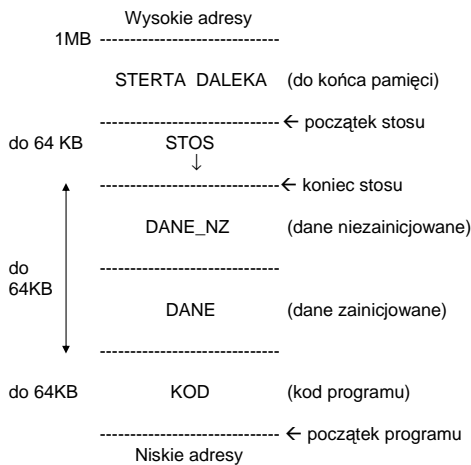 Wysokie adresy
1MB ----------------------------
STERTA DALEKA (do końca pamięci)
---------------------------- ← początek stosu
do 64 KB STOS
↓
---------------------------- ← koniec stosu
DANE_NZ (dane niezainicjowane)
do
64KB
----------------------------
DANE (dane zainicjowane)
----------------------------
do 64KB KOD (kod programu)
---------------------------- ← początek programu
Niskie adresy